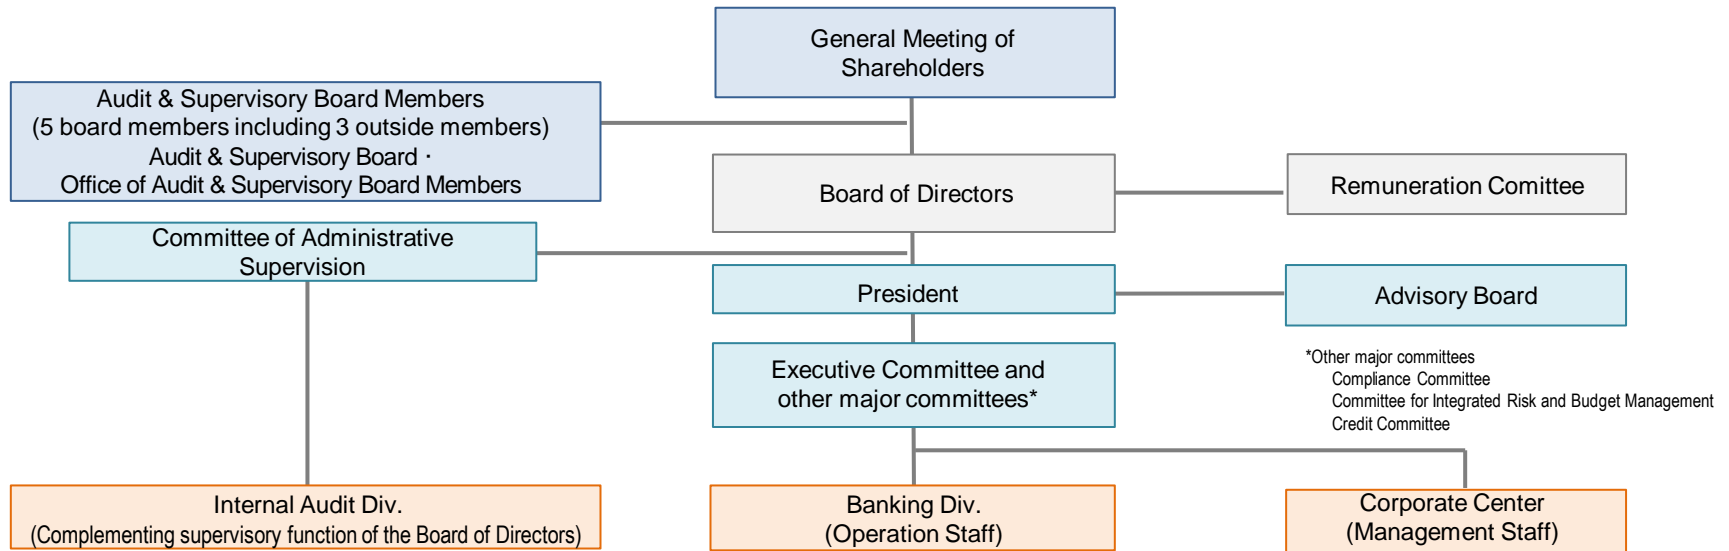 General Meeting of
Shareholders
Audit & Supervisory Board Members
(5 board members including 3 outside members)
Audit & Supervisory Board ·
Office of Audit & Supervisory Board Members
Board of Directors
Remuneration Comittee
Committee of Administrative
Supervision
President
Advisory Board
Executive Committee and
other major committees*
*Other major committees
Compliance Committee
Committee for Integrated Risk and Budget Management
Credit Committee
Internal Audit Div.
(Complementing supervisory function of the Board of Directors)
Banking Div.
(Operation Staff)
Corporate Center
(Management Staff)